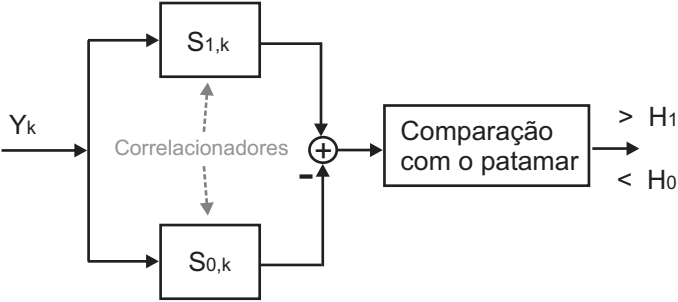 S1,k
Yk
Correlacionadores
+
-
Comparação
com o patamar
> H1
< H0
S0,k